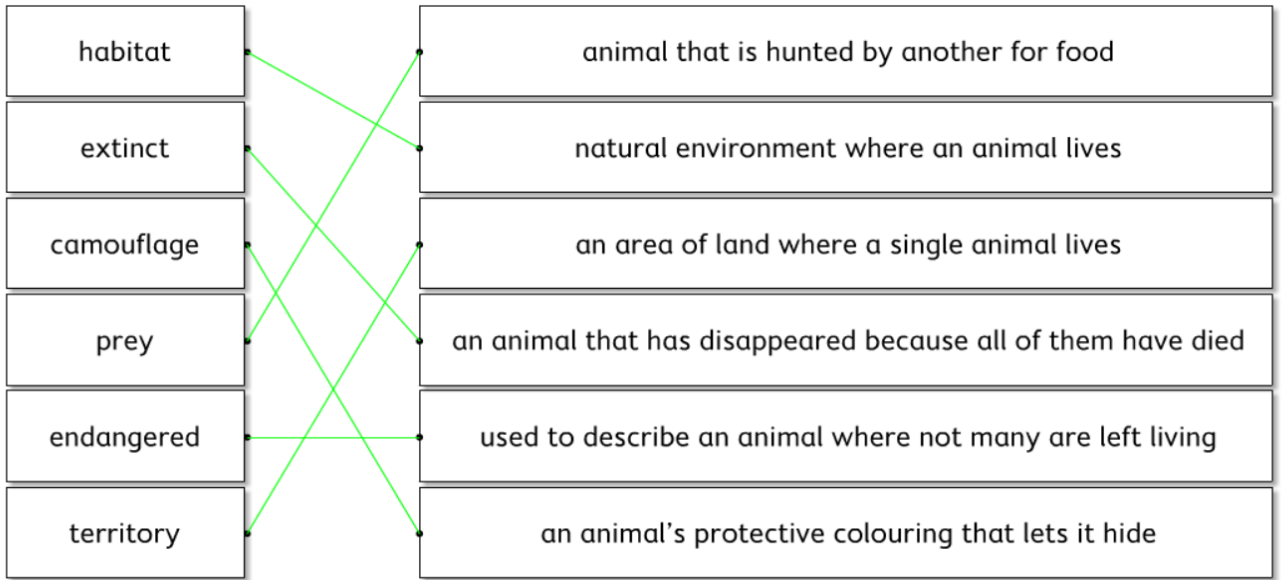 habitat
animal that is hunted by another for food
extinct
natural environment where an animal lives
camouflage
an area of land where a single animal lives
prey
an animal that has disappeared because all of them have died
endangered
used to describe an animal where not many are left living
territory
an animal’s protective colouring that lets it hide